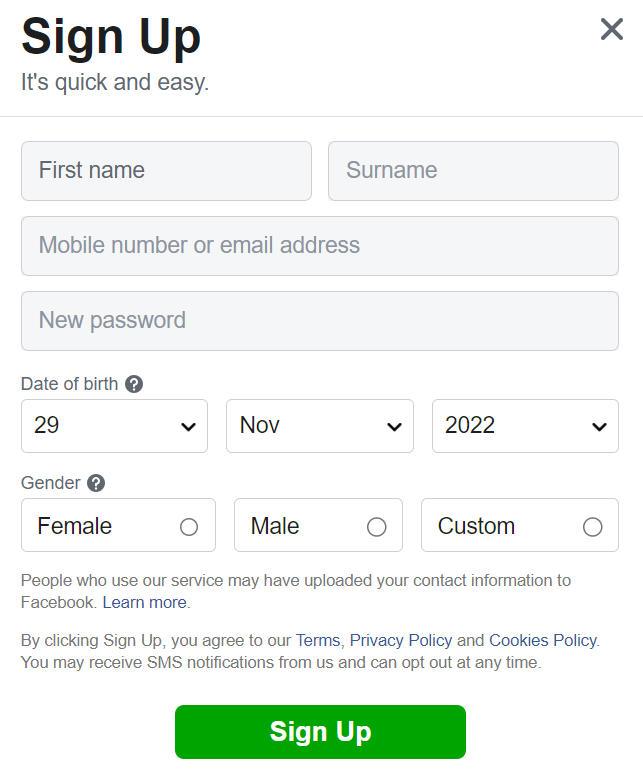 Sign Up
It's quick and easy.
First name Surname
Mobile number or email address
New password
Date of birth ?
29 Nov 2022
Gender ?
Female Male Custom
People who use our service may have uploaded your contact information to
Facebook. Learn more.
By clicking Sign Up, you agree to our Terms, Privacy Policy and Cookies Policy.
You may receive SMS notifications from us and can opt out at any time.
Sign Up